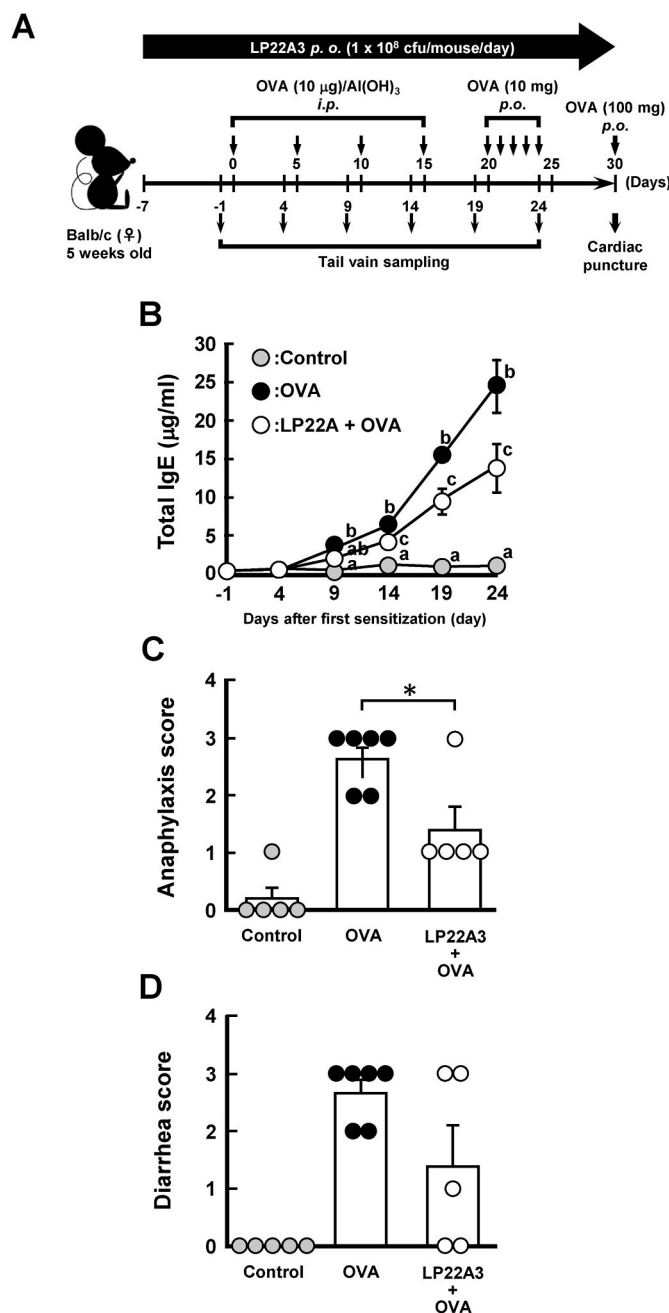 A
LP22A3 p. o. (1 x 10⁸ cfu/mouse/day)
OVA (10 μg)/Al(OH)₃
i.p.
OVA (10 mg)
p.o.
OVA (100 mg)
p.o.
0 5 10 15 20 25 30
(Days)
-7 -1 4 9 14 19 24
Balb/c (♀)
5 weeks old
Tail vain sampling
Cardiac
puncture
B
Total IgE (μg/ml)
30
25
20
15
10
5
0
:Control
:OVA
:LP22A + OVA
b
b
c
b
c
b
ab
c
a
a
a
a
-1 4 9 14 19 24
Days after first sensitization (day)
C
Anaphylaxis score
4
3
2
1
0
*
Control
OVA
LP22A3
+
OVA
D
Diarrhea score
4
3
2
1
0
Control
OVA
LP22A3
+
OVA